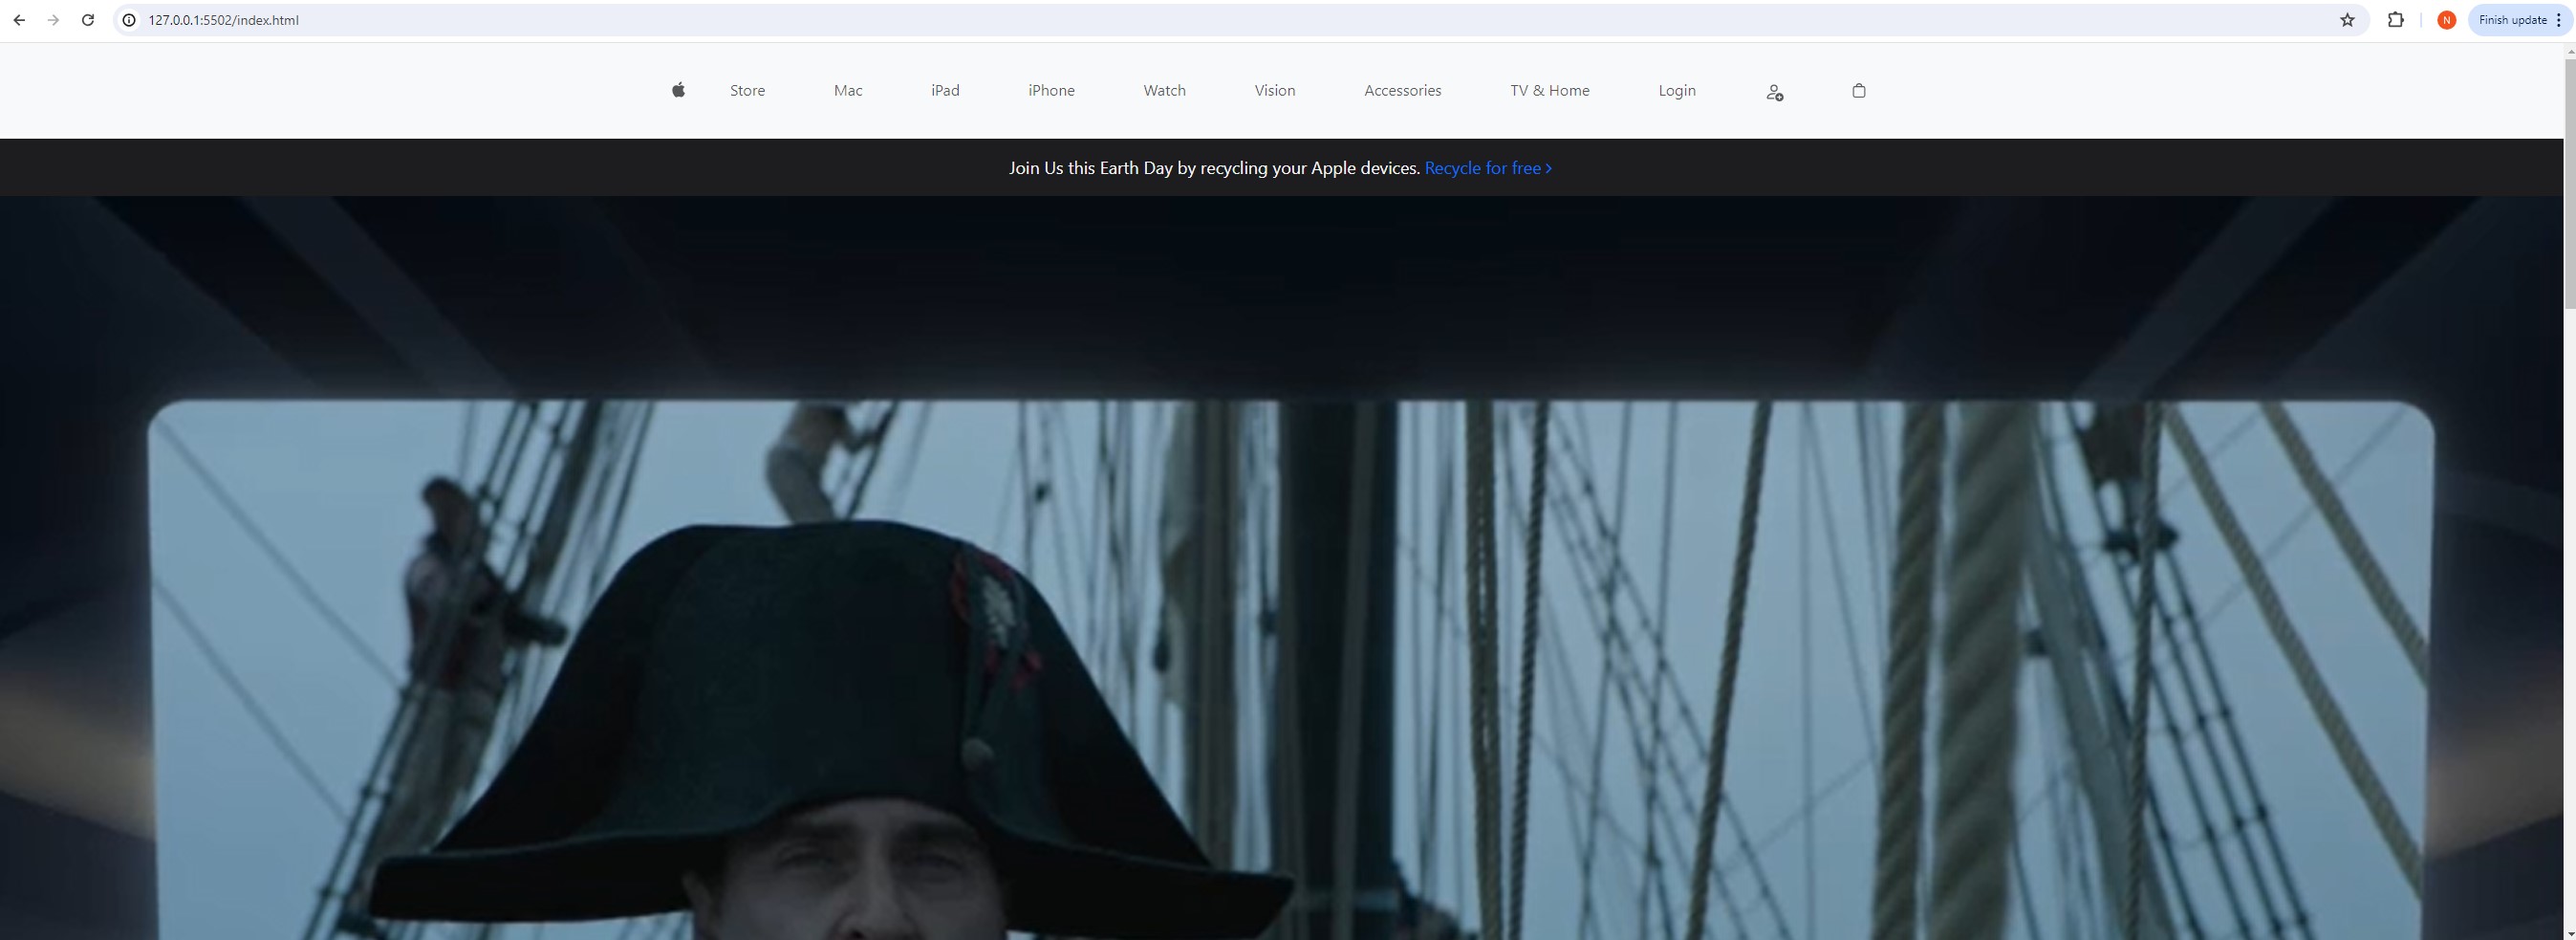 127.0.0.1:5502/index.html
N
Finish update
Store Mac iPad iPhone Watch Vision Accessories TV & Home Login
Join Us this Earth Day by recycling your Apple devices. Recycle for free >